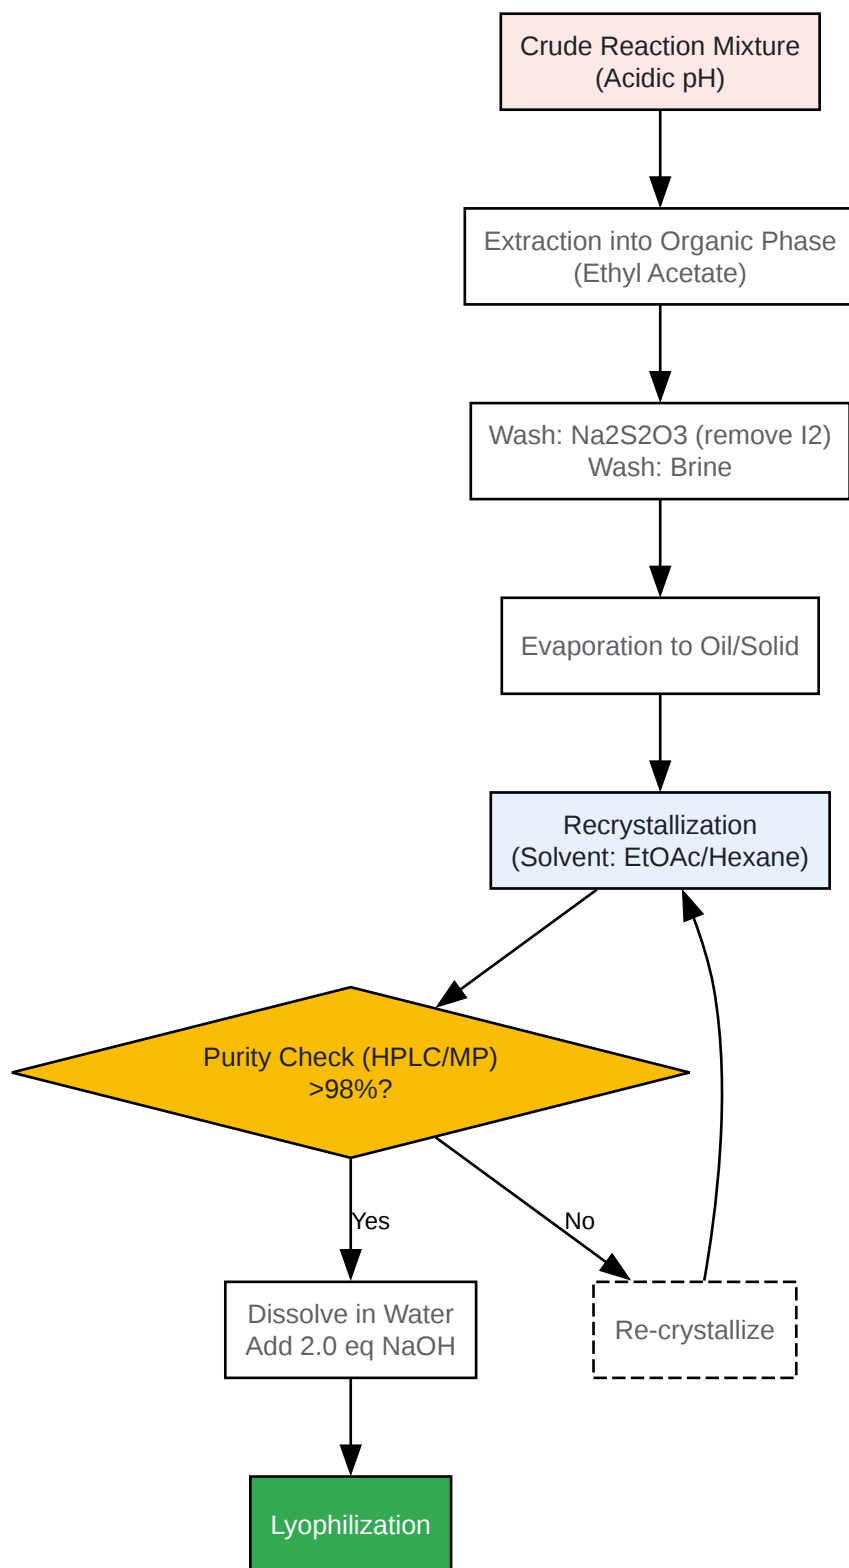 Crude Reaction Mixture
(Acidic pH)
Extraction into Organic Phase
(Ethyl Acetate)
Wash: Na2S2O3 (remove I2)
Wash: Brine
Evaporation to Oil/Solid
Recrystallization
(Solvent: EtOAc/Hexane)
Purity Check (HPLC/MP)
>98%?
Yes
No
Dissolve in Water
Add 2.0 eq NaOH
Re-crystallize
Lyophilization